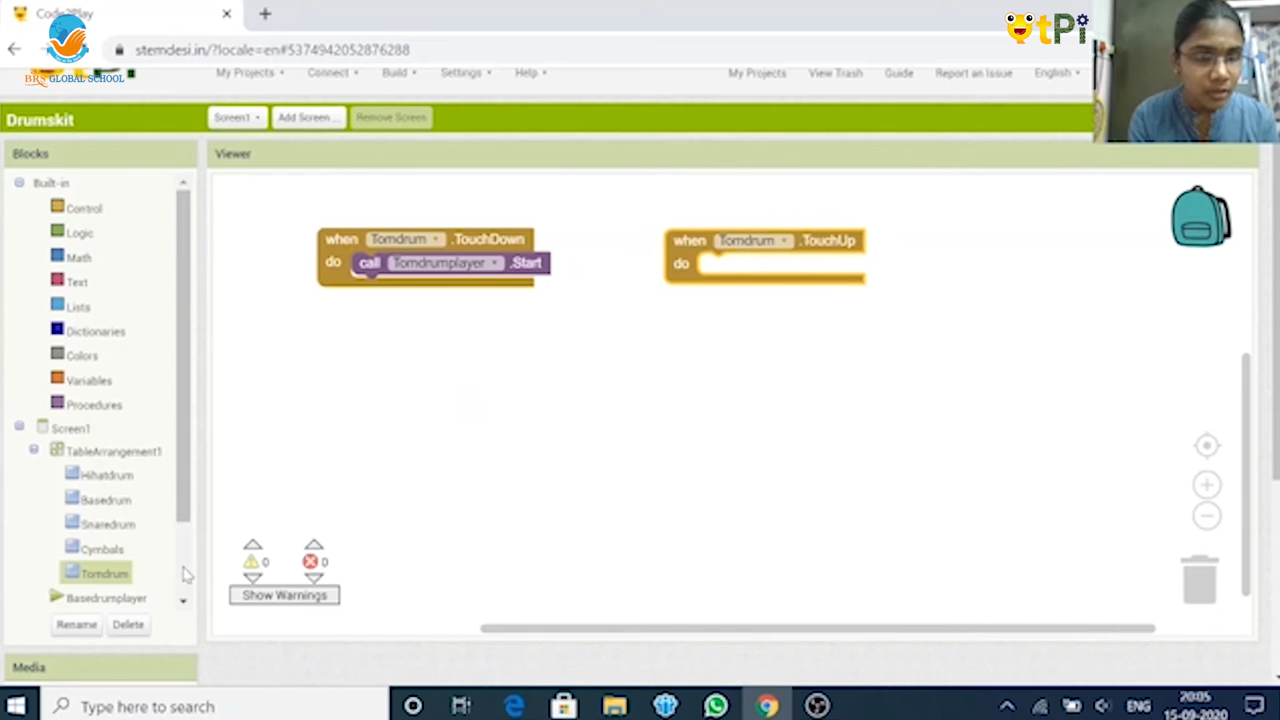 Code2Play
stemdesi.in/?locale=en#5374942052876288
BRS GLOBAL SCHOOL
My Projects
Connect
Build
Settings
Help
My Projects
View Trash
Guide
Report an Issue
English
tPi
Drumskit
Screen1
Add Screen ...
Remove Screen
Blocks
Viewer
Built-in
Control
Logic
Math
Text
Lists
Dictionaries
Colors
Variables
Procedures
Screen1
TableArrangement1
Hihatdrum
Basedrum
Snaredrum
Cymbals
Tomdrum
Basedrumplayer
Rename
Delete
Media
when Tomdrum .TouchDown
do call Tomdrumplayer .Start
when Tomdrum .TouchUp
do
0
0
Show Warnings
Type here to search
ENG
20:05
15-09-2020